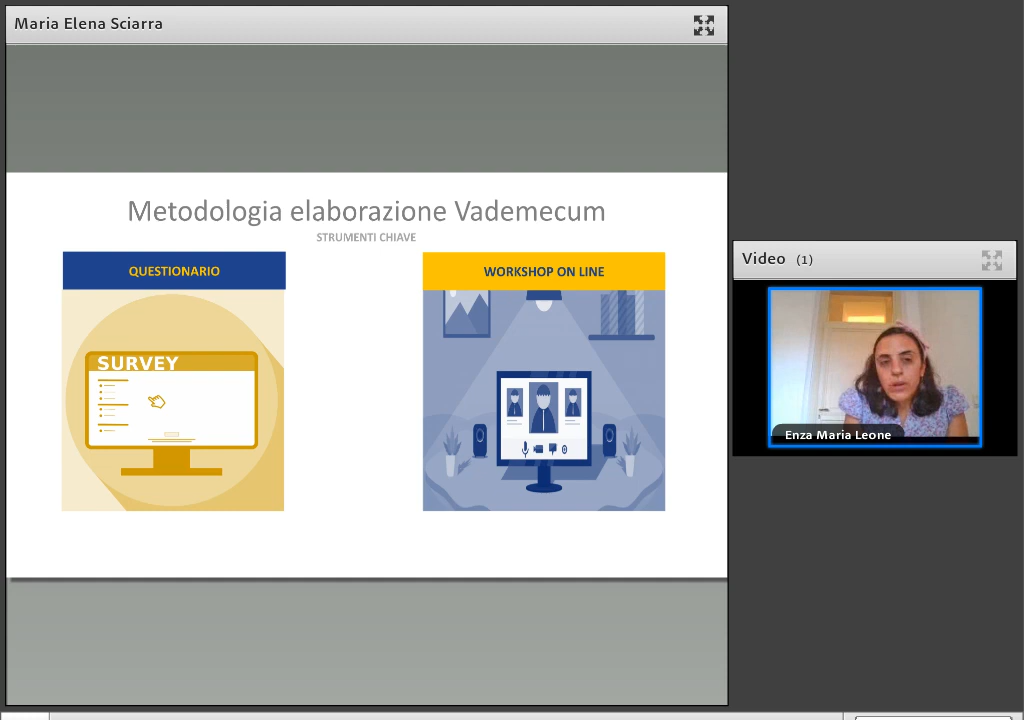 Maria Elena Sciarra
Metodologia elaborazione Vademecum
STRUMENTI CHIAVE
QUESTIONARIO
WORKSHOP ON LINE
SURVEY
Video (1)
Enza Maria Leone